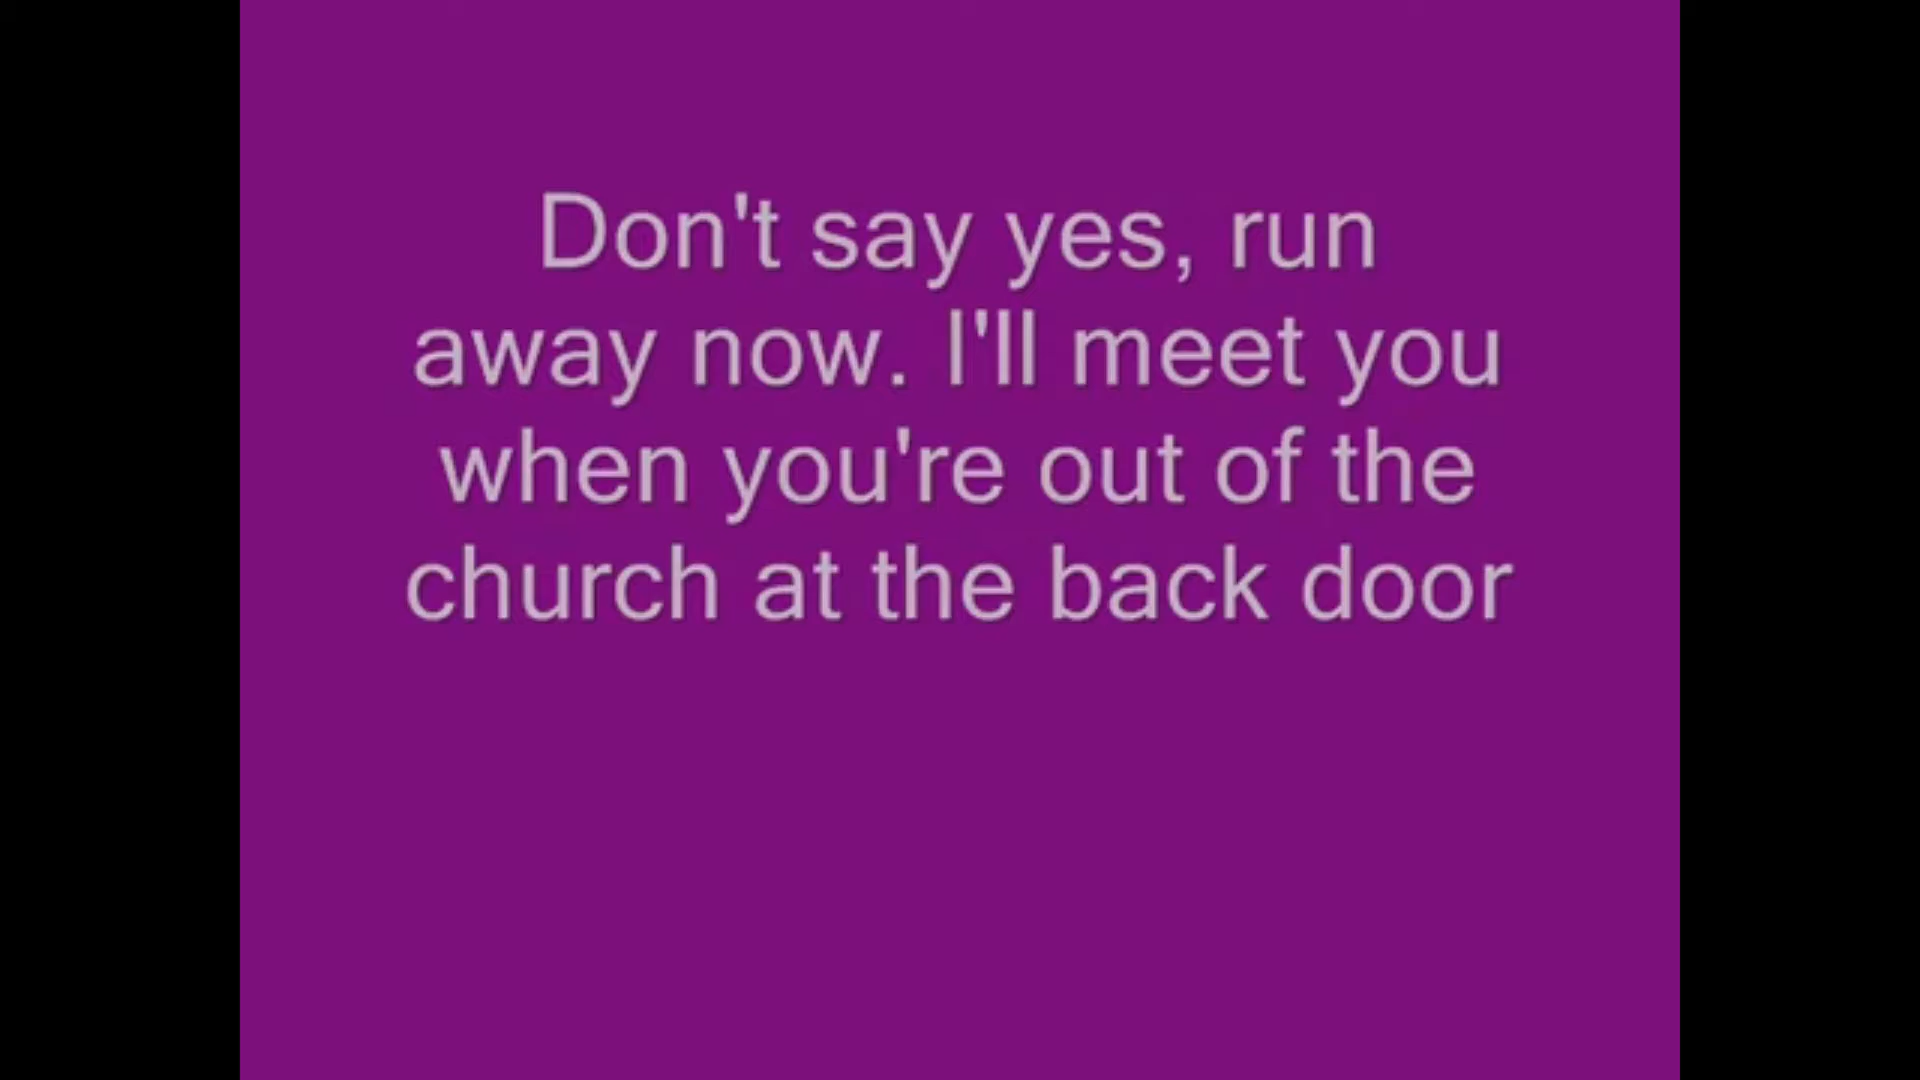 Don't say yes, run
away now. I'll meet you
when you're out of the
church at the back door